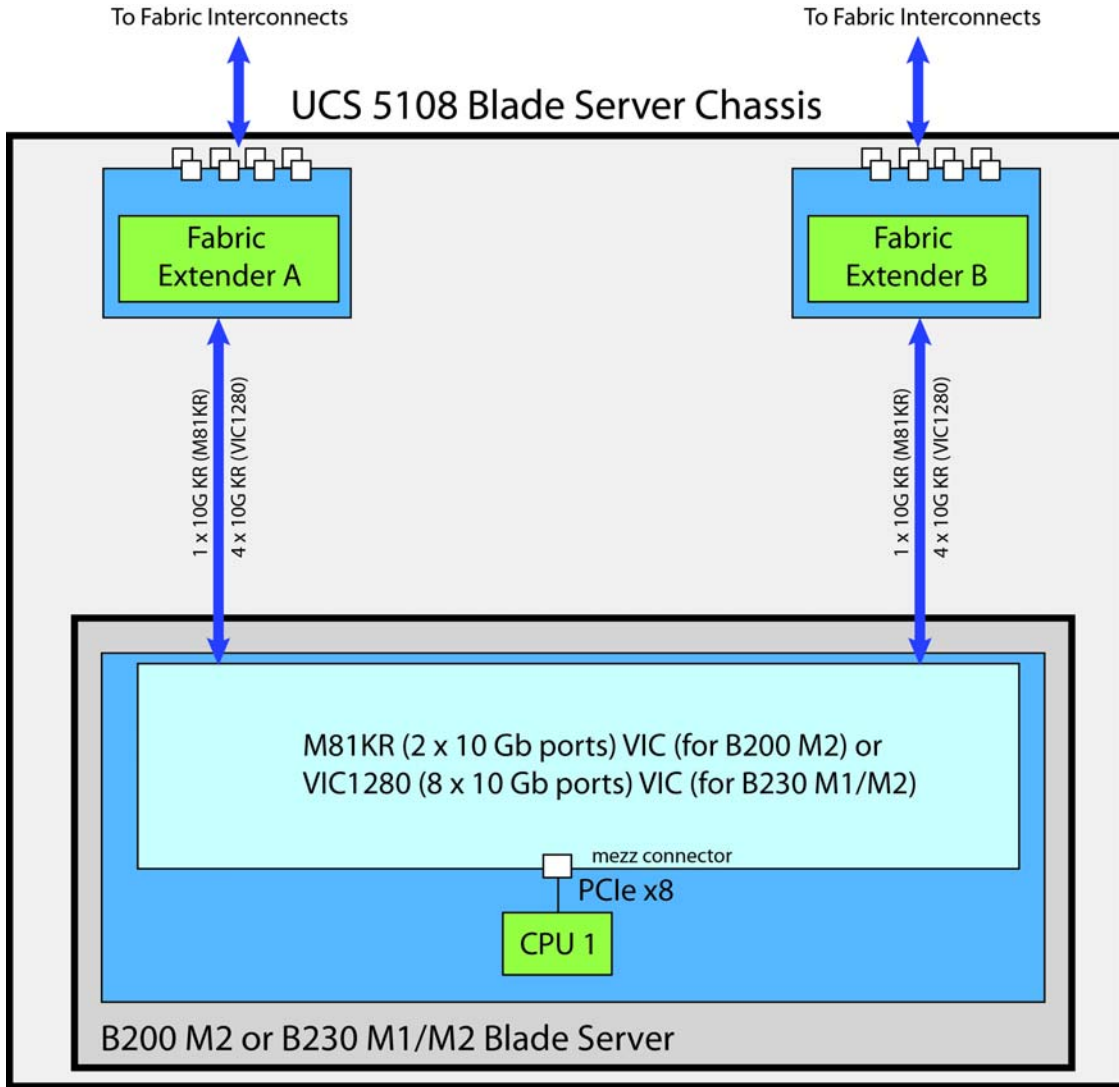 To Fabric Interconnects
To Fabric Interconnects
UCS 5108 Blade Server Chassis
Fabric
Extender A
Fabric
Extender B
1 x 10G KR (M81KR)
4 x 10G KR (VIC1280)
1 x 10G KR (M81KR)
4 x 10G KR (VIC1280)
M81KR (2 x 10 Gb ports) VIC (for B200 M2) or
VIC1280 (8 x 10 Gb ports) VIC (for B230 M1/M2)
mezz connector
PCIe x8
CPU 1
B200 M2 or B230 M1/M2 Blade Server